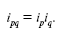 i_{pq} = i_p i_q.